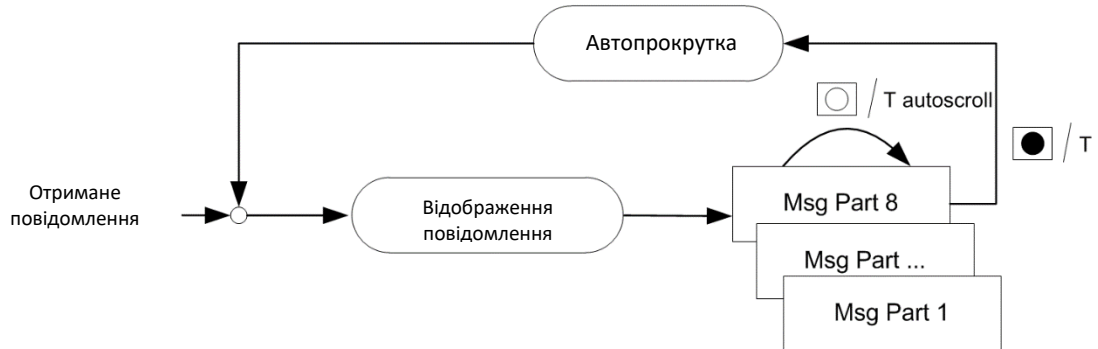 Автопрокрутка
/ T autoscroll
/ T
Отримане
повідомлення
Відображення
повідомлення
Msg Part 8
Msg Part ...
Msg Part 1